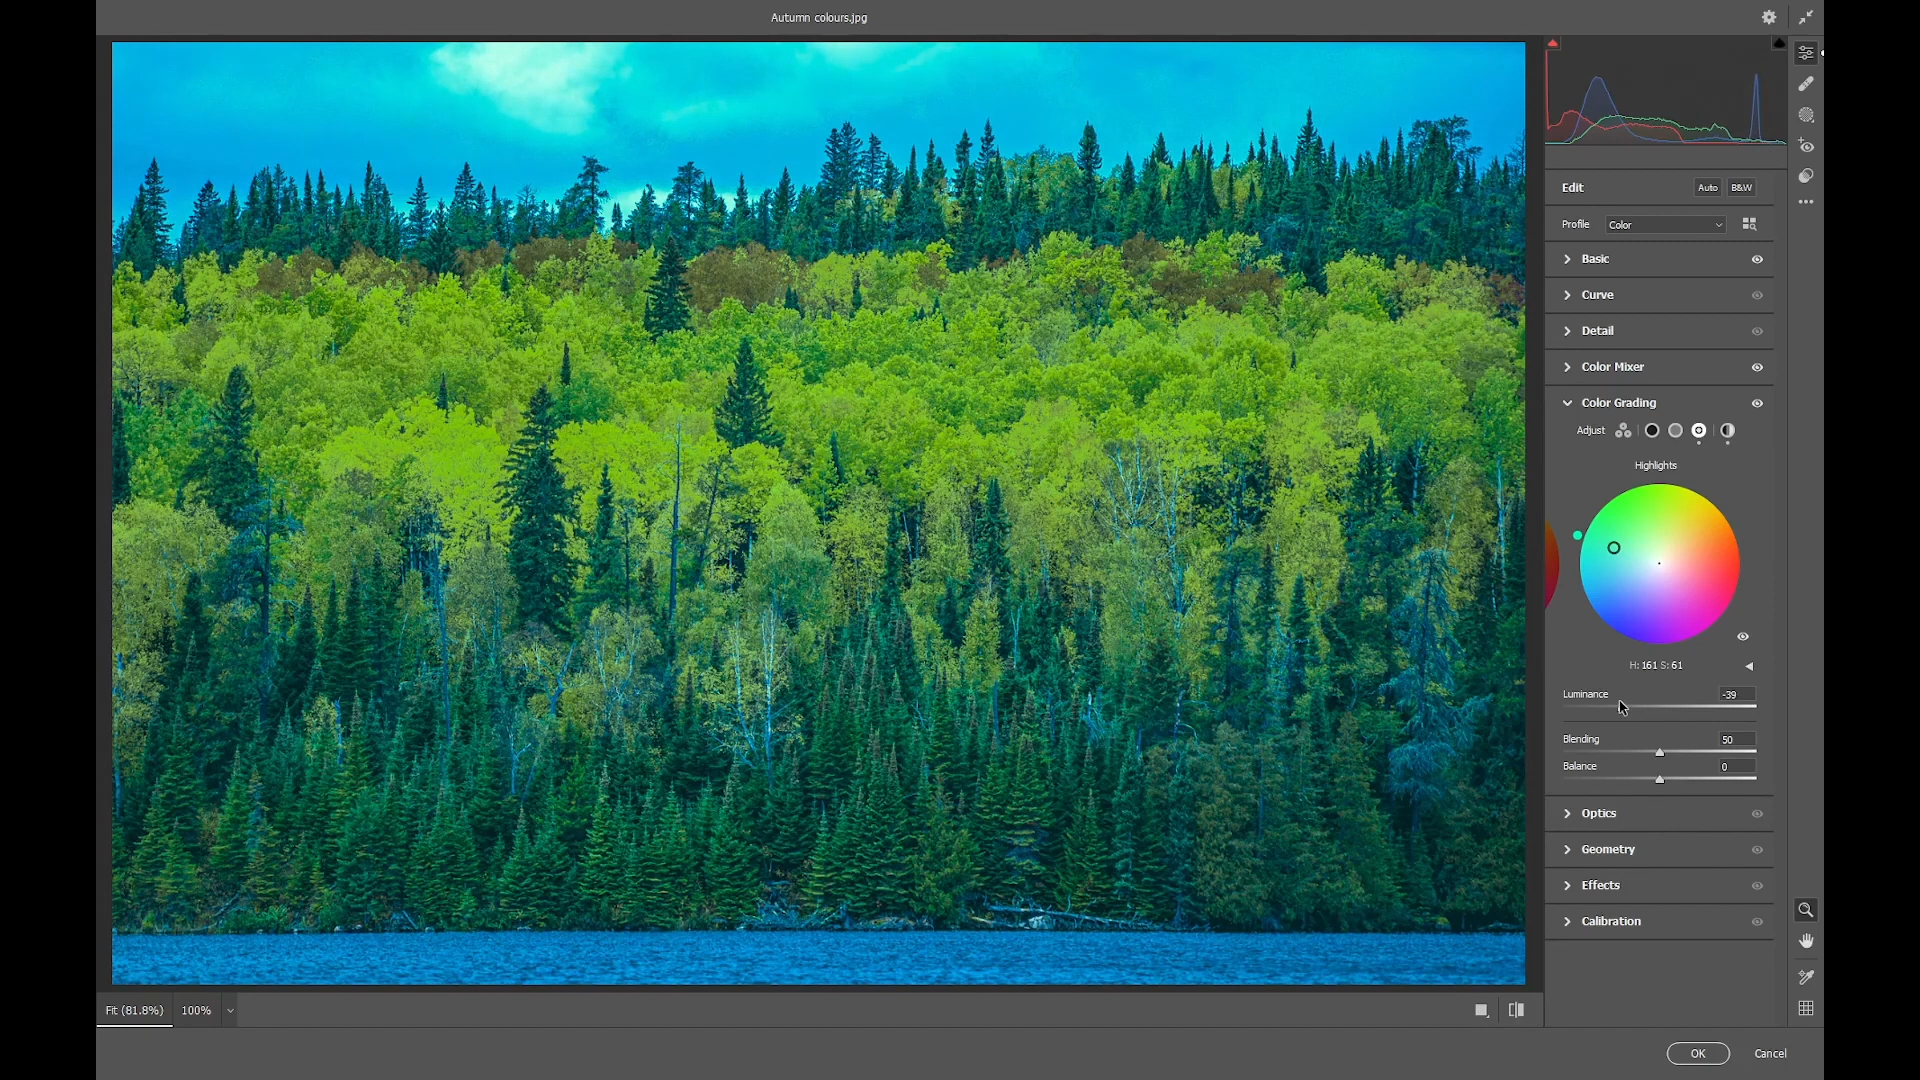 Autumn colours.jpg
Edit
Auto
B&W
Profile
Color
Basic
Curve
Detail
Color Mixer
Color Grading
Adjust
Highlights
H: 161 S: 61
Luminance
-39
Blending
50
Balance
0
Optics
Geometry
Effects
Calibration
Fit (81.8%)
100%
OK
Cancel